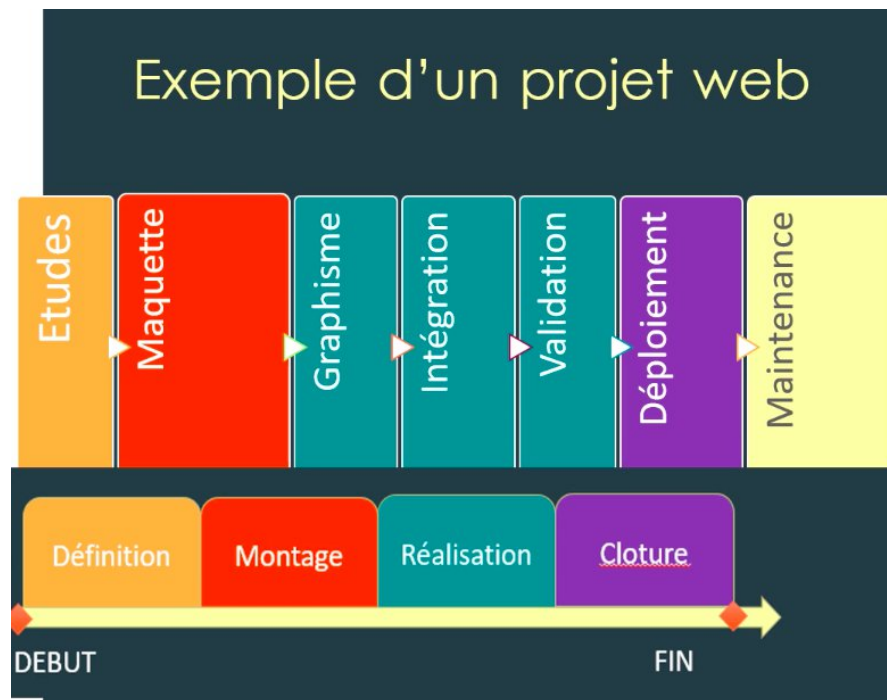 Exemple d'un projet web
Etudes
Maquette
Graphisme
Intégration
Validation
Déploiement
Maintenance
Définition
Montage
Réalisation
Cloture
DEBUT
FIN